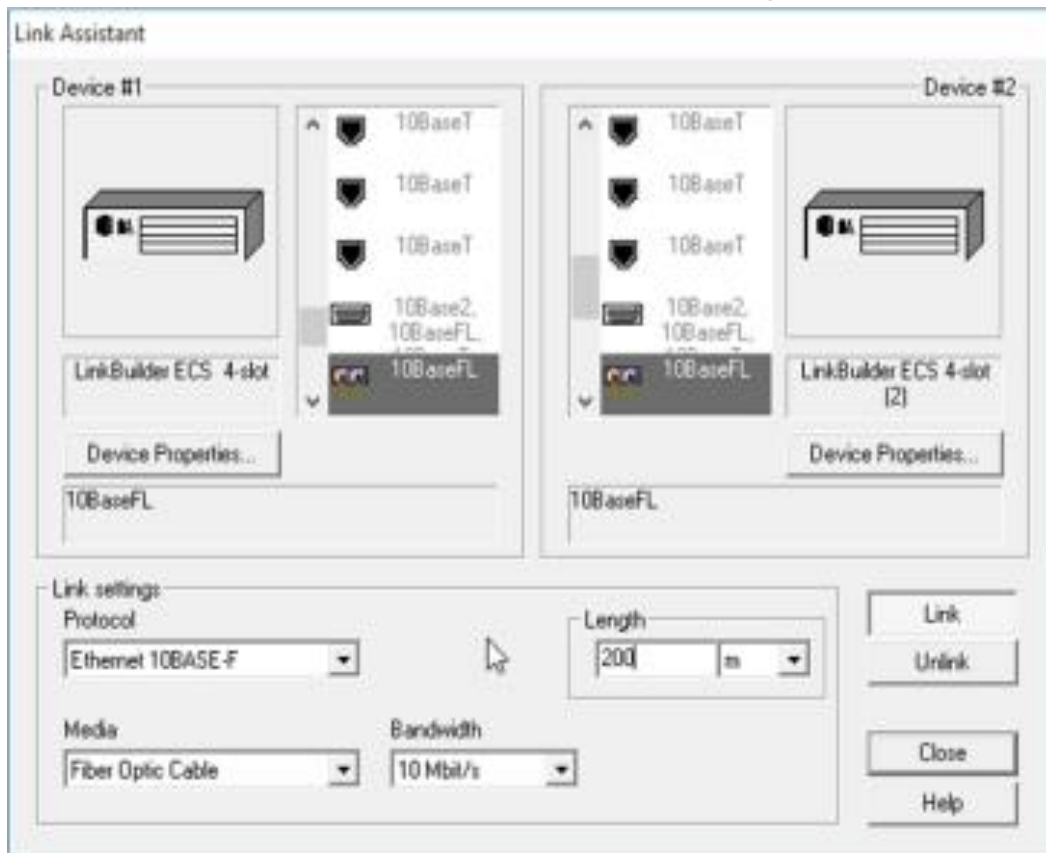 Link Assistant
Device #1
Device #2
10BaseT
10BaseT
10BaseT
10Base2,
10BaseFL,
10BaseFL
10BaseT
10BaseT
10BaseT
10Base2,
10BaseFL,
10BaseFL
LinkBuilder ECS 4-slot
LinkBuilder ECS 4-slot
(2)
Device Properties...
Device Properties...
10BaseFL
10BaseFL
Link settings
Protocol
Ethernet 10BASE-F
Length
200 m
Link
Unlink
Media
Fiber Optic Cable
Bandwidth
10 Mbit/s
Close
Help